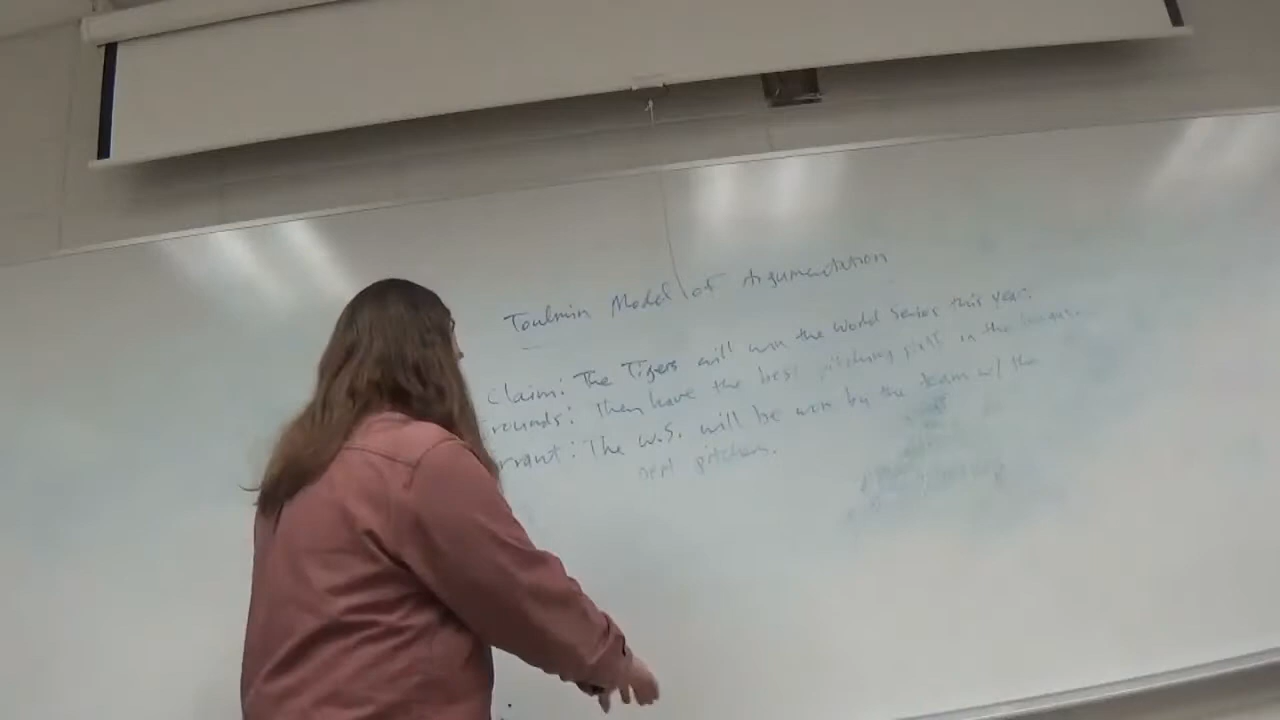 Toulmin Model of Argumentation
Claim: The Tigers will win the World Series this year.
rounds: They have the best pitching staff in the league.
rrant: The W.S. will be won by the team w/ the
pitchers.